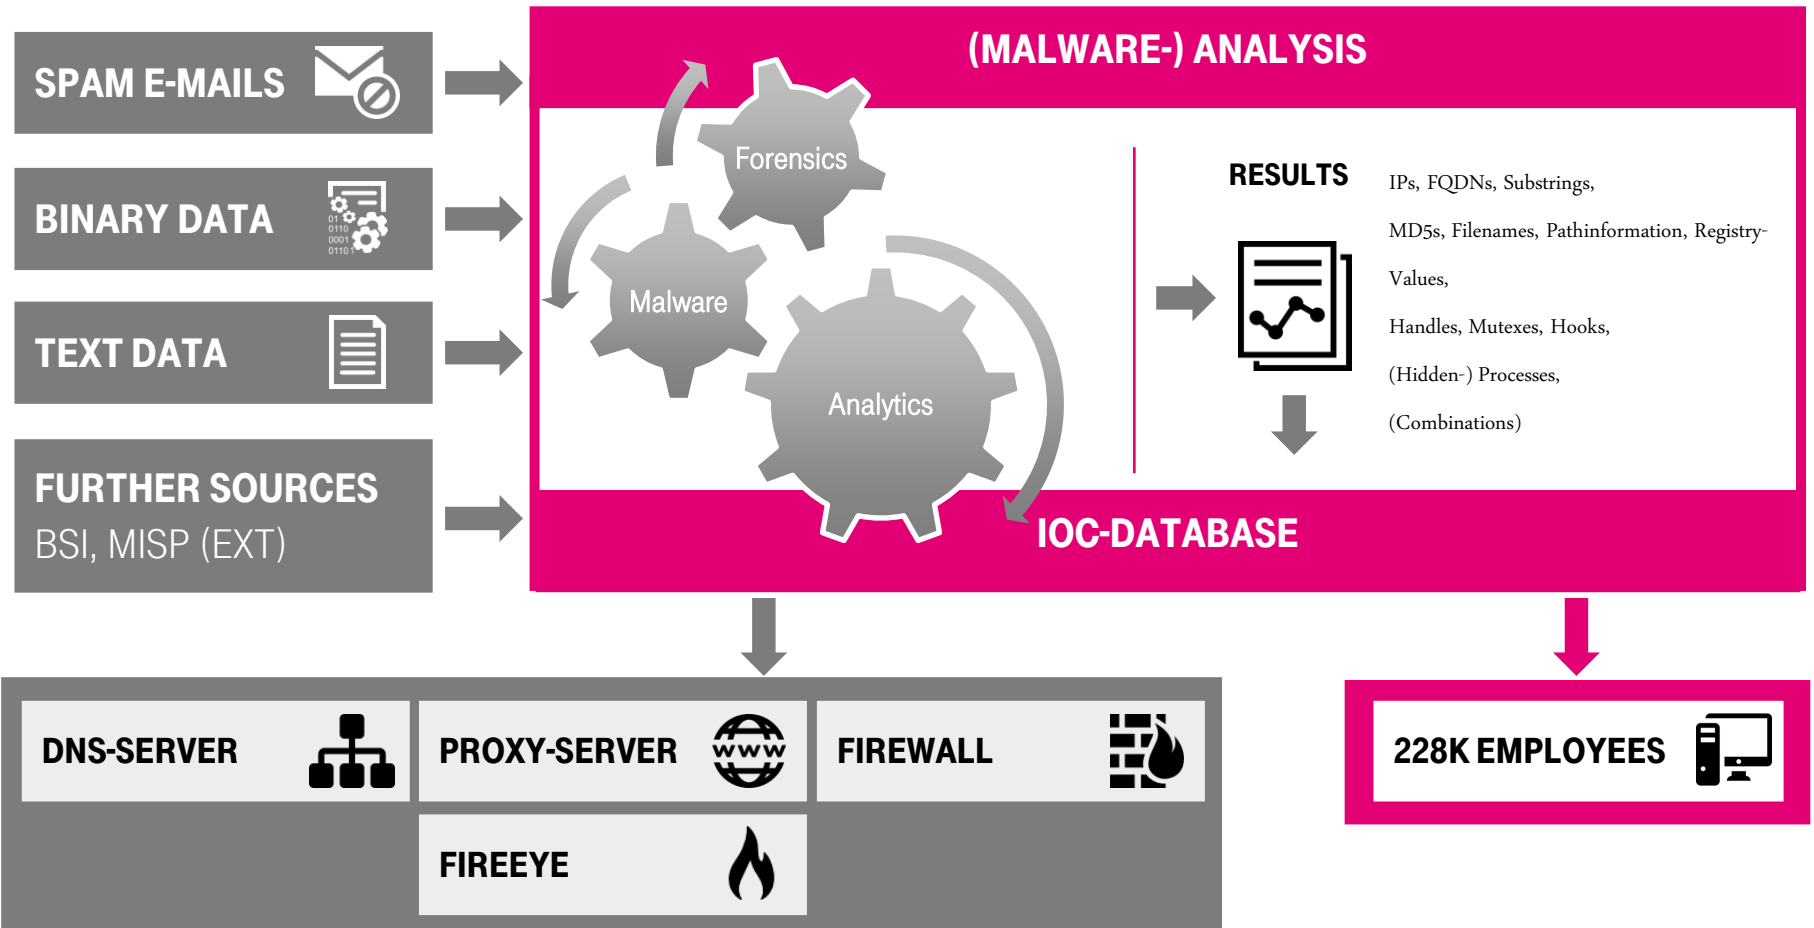 (MALWARE-) ANALYSIS
SPAM E-MAILS
BINARY DATA
01
0110
0001
01101
TEXT DATA
FURTHER SOURCES
BSI, MISP (EXT)
Forensics
Malware
Analytics
RESULTS
IPs, FQDNs, Substrings,
MD5s, Filenames, Pathinformation, Registry-
Values,
Handles, Mutexes, Hooks,
(Hidden-) Processes,
(Combinations)
IOC-DATABASE
DNS-SERVER
PROXY-SERVER
WWW
FIREWALL
FIREEYE
228K EMPLOYEES